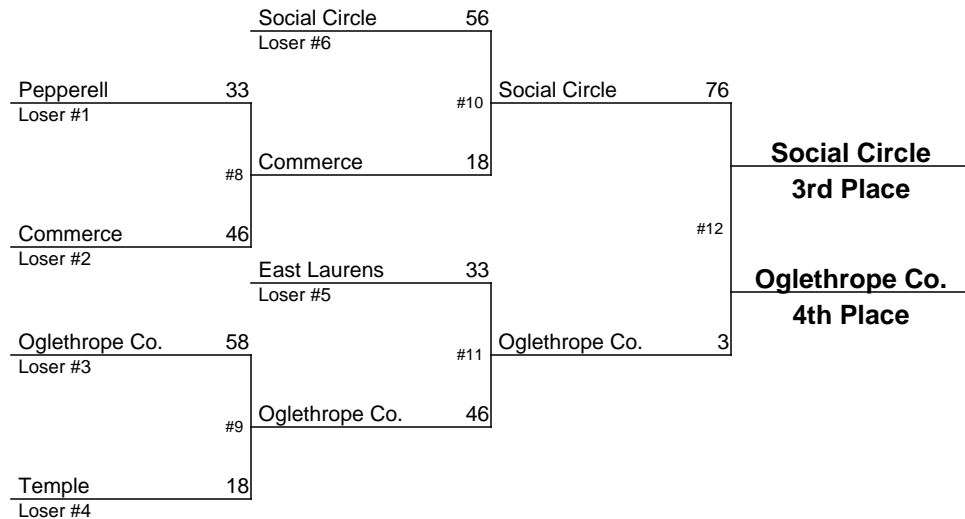 Social Circle 56
Loser #6
Pepperell 33
Loser #1
#10
Social Circle 76
#8
Commerce 18
Social Circle
3rd Place
Commerce 46
Loser #2
#12
East Laurens 33
Loser #5
Oglethrope Co.
4th Place
Oglethrope Co. 58
Loser #3
#11
Oglethrope Co. 3
#9
Oglethrope Co. 46
Temple 18
Loser #4